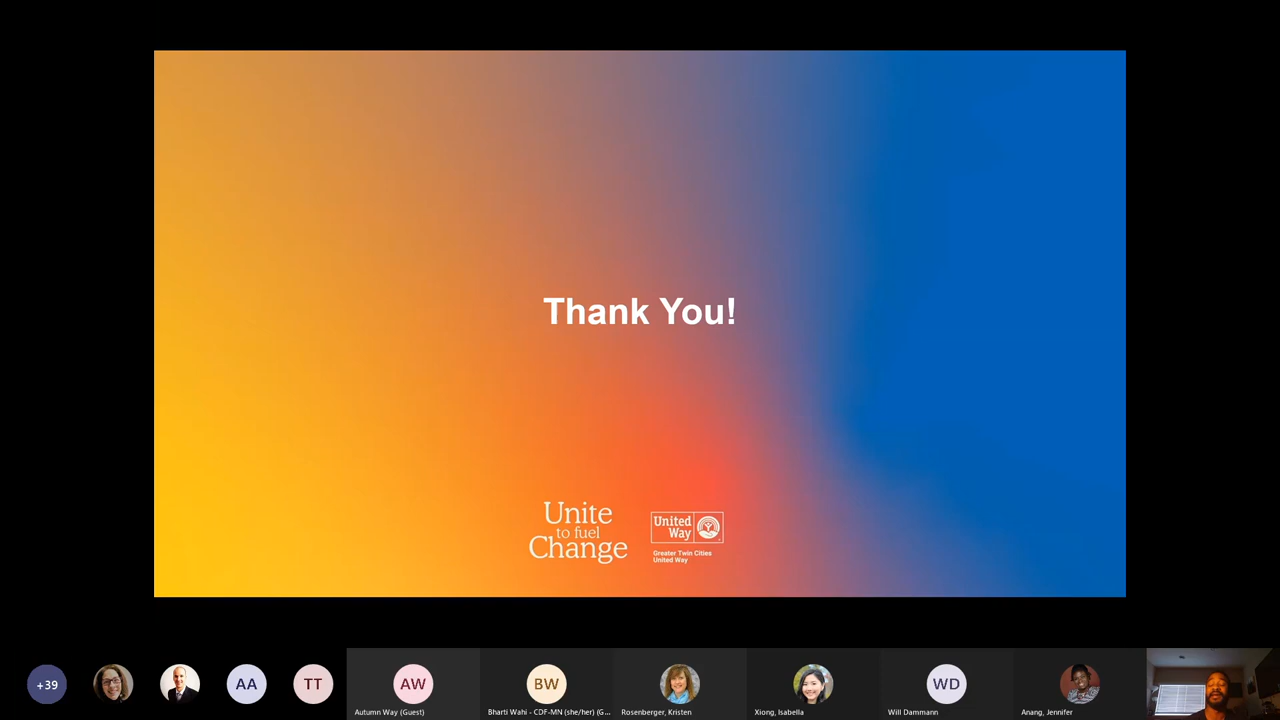 Thank You!
Unite
to fuel
Change
United
Way
Greater Twin Cities
United Way
+39
AA
TT
AW
BW
WD
Autumn Way (Guest)
Bharti Wahi - CDF-MN (she/her) (G...
Rosenberger, Kristen
Xiong, Isabella
Will Dammann
Anang, Jennifer